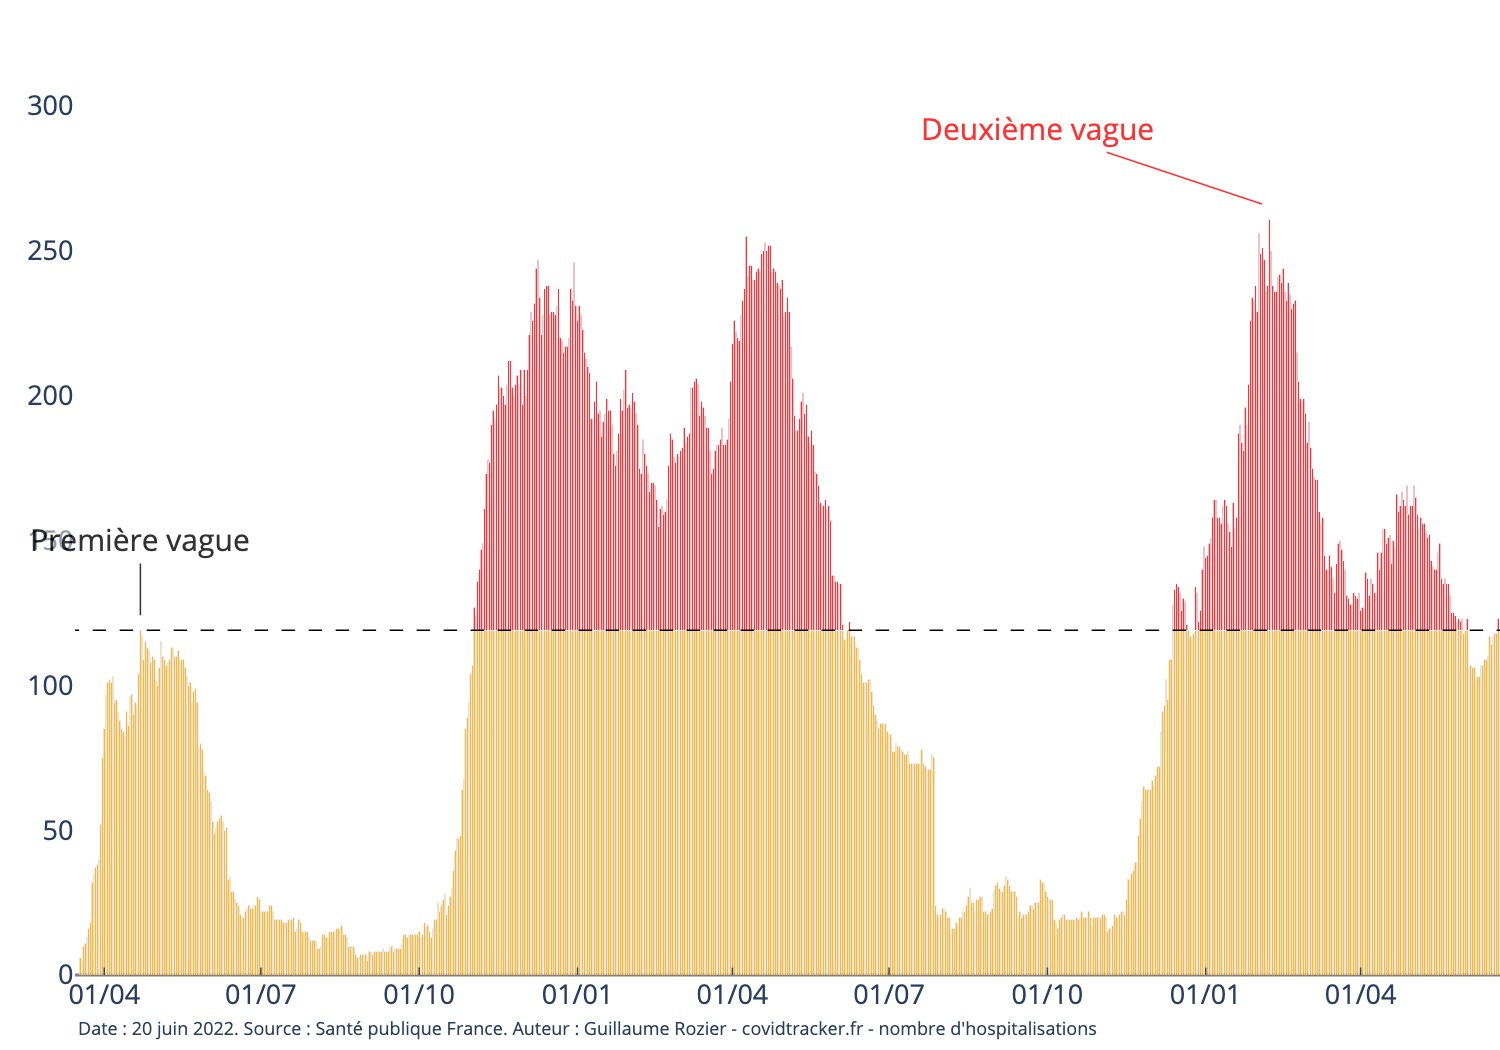 300
Deuxième vague
250
200
150
Première vague
100
50
0
01/04 01/07 01/10 01/01 01/04 01/07 01/10 01/01 01/04
Date : 20 juin 2022. Source : Santé publique France. Auteur : Guillaume Rozier - covidtracker.fr - nombre d'hospitalisations